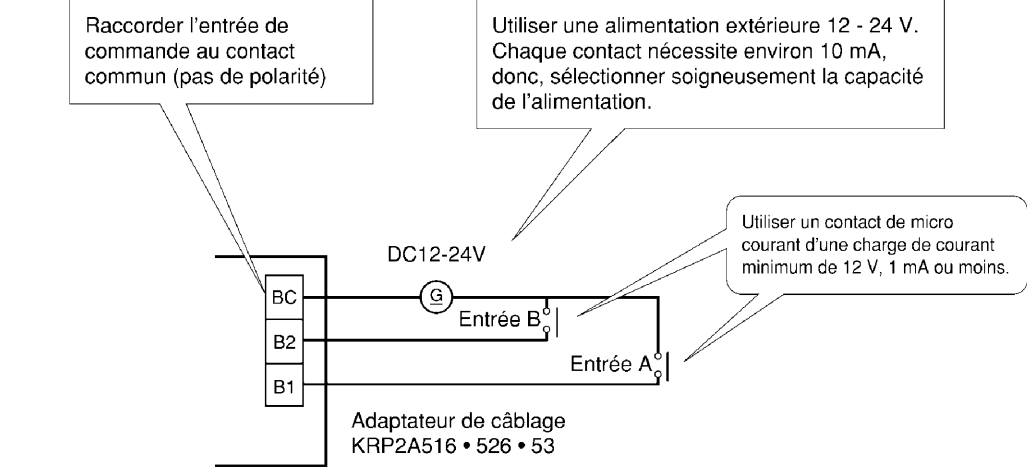 Raccorder l'entrée de
commande au contact
commun (pas de polarité)
Utiliser une alimentation extérieure 12 - 24 V.
Chaque contact nécessite environ 10 mA,
donc, sélectionner soigneusement la capacité
de l'alimentation.
Utiliser un contact de micro
courant d'une charge de courant
minimum de 12 V, 1 mA ou moins.
DC12-24V
BC
G
Entrée B
B2
Entrée A
B1
Adaptateur de câblage
KRP2A516 • 526 • 53